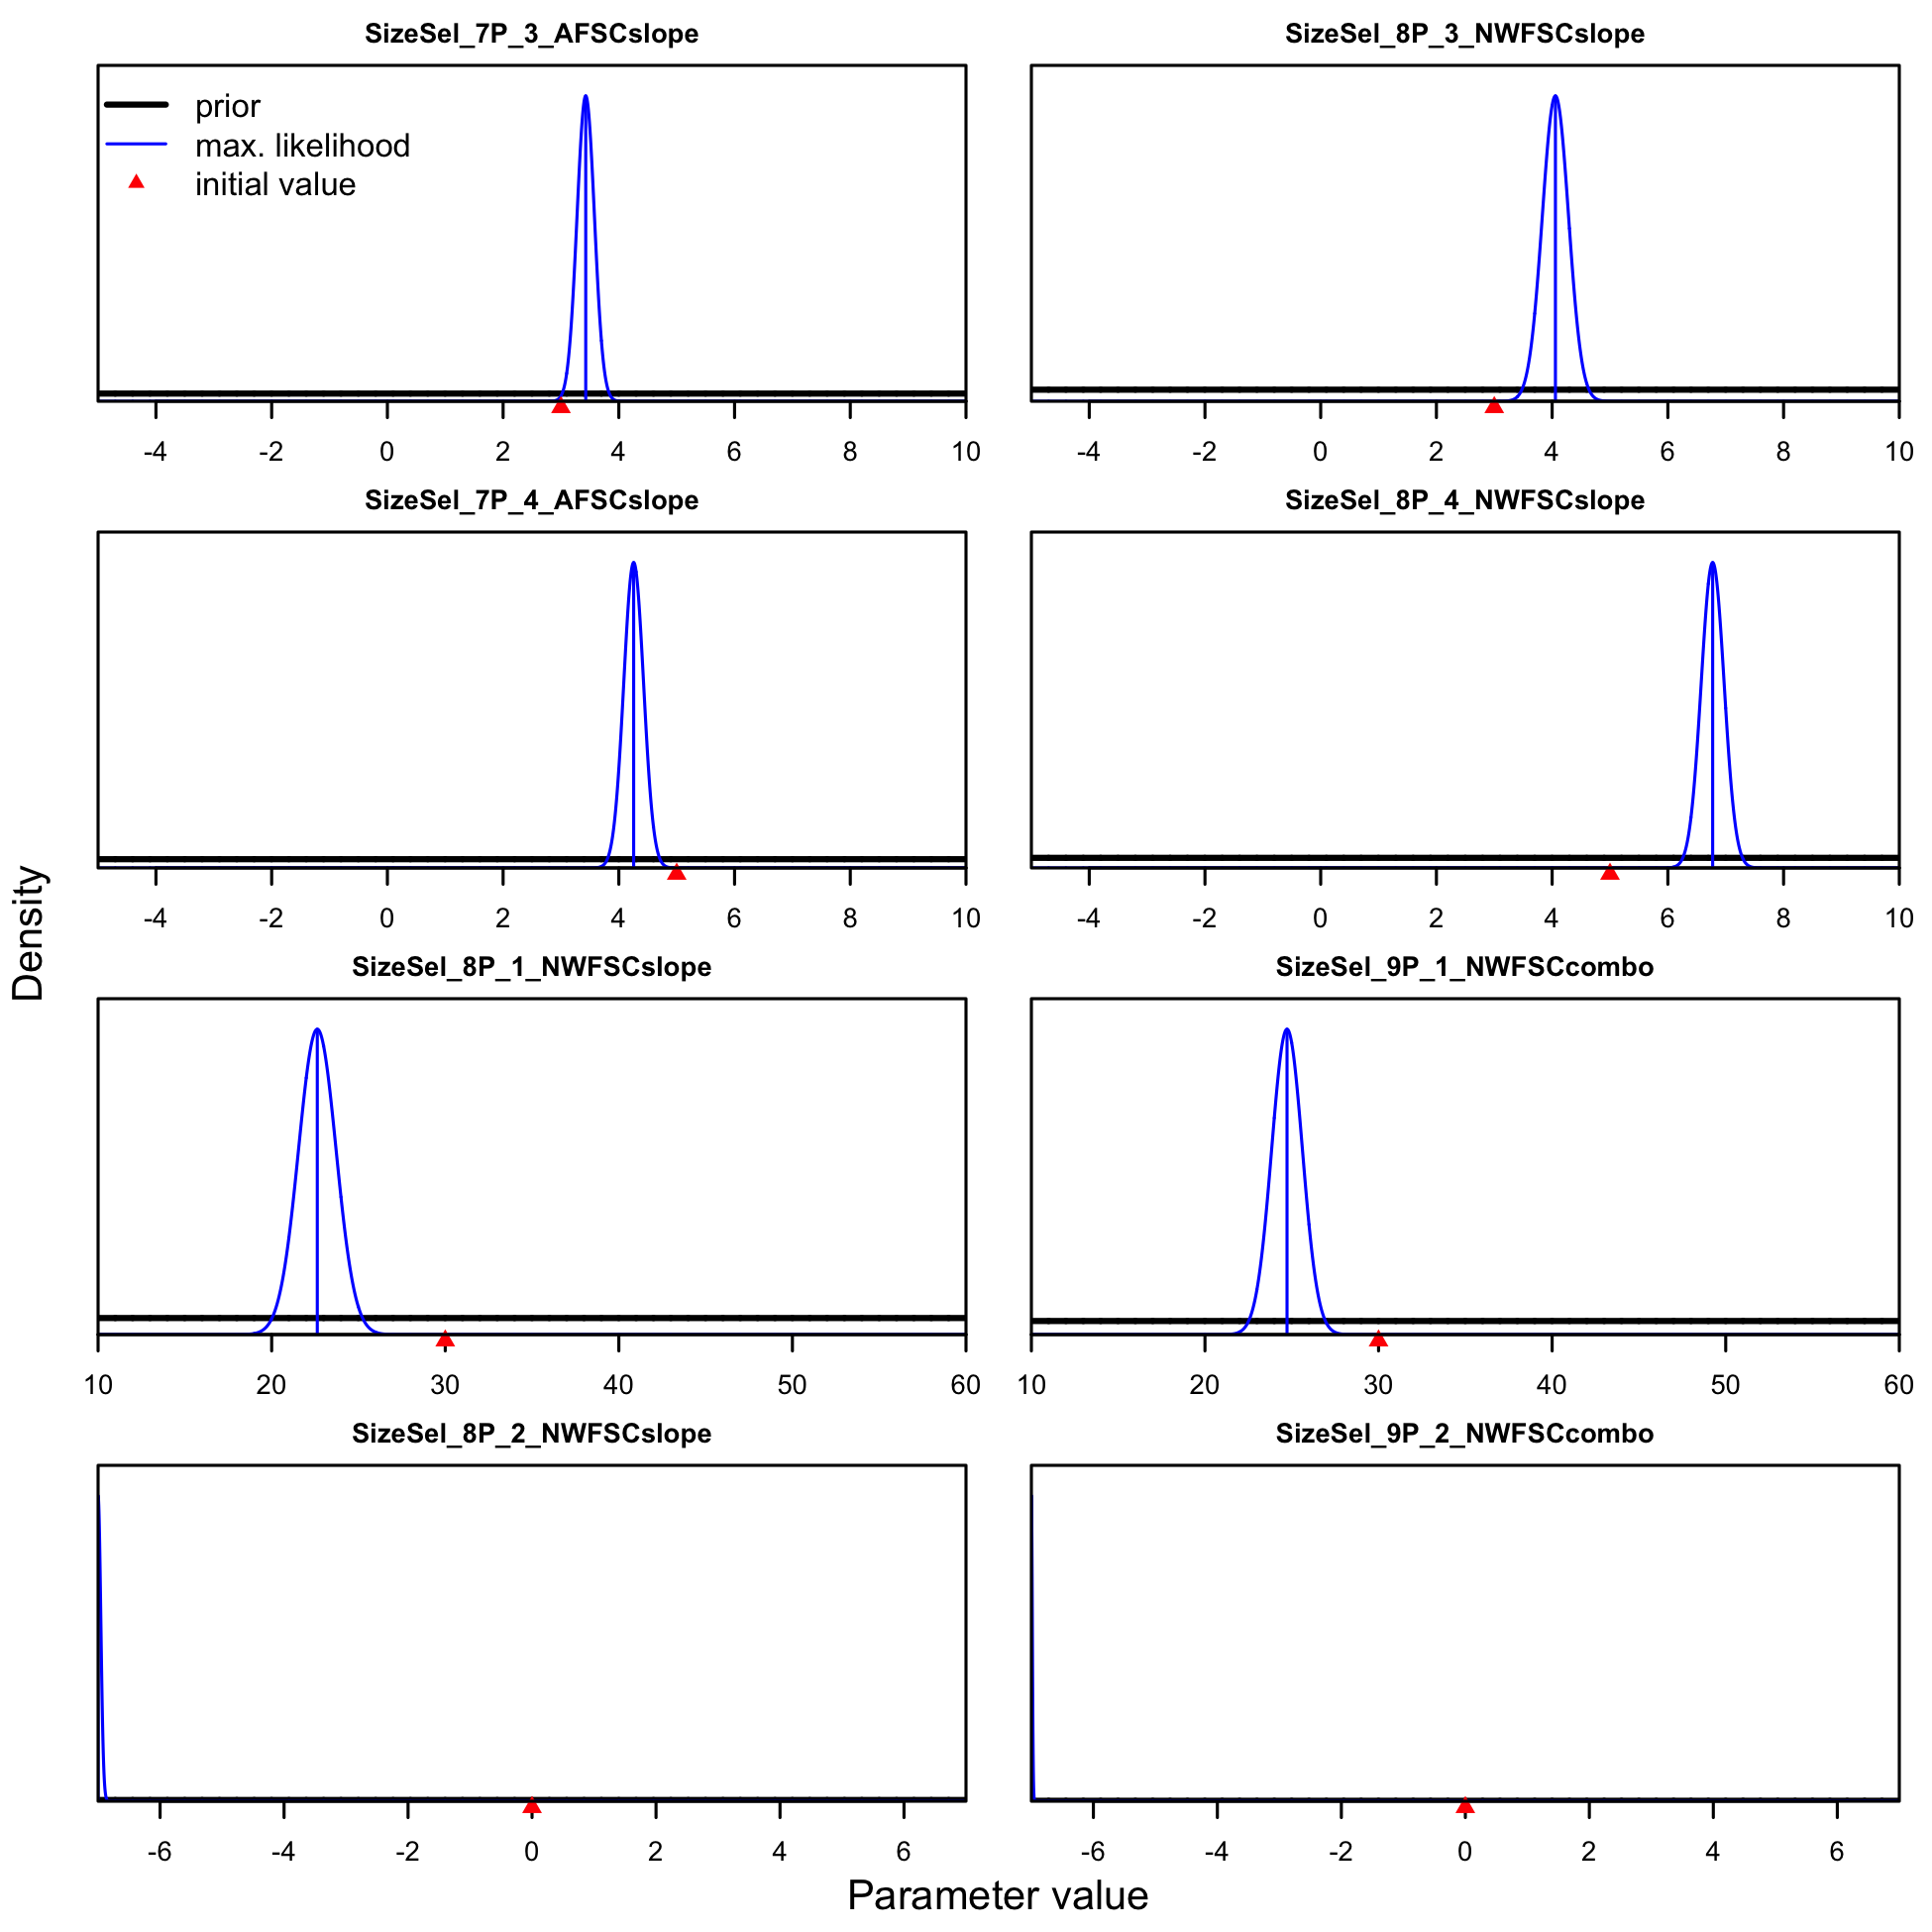 SizeSel_7P_3_AFSCslope
prior
max. likelihood
initial value
-4 -2 0 2 4 6 8 10
SizeSel_8P_3_NWFSCslope
-4 -2 0 2 4 6 8 10
SizeSel_7P_4_AFSCslope
-4 -2 0 2 4 6 8 10
SizeSel_8P_4_NWFSCslope
-4 -2 0 2 4 6 8 10
SizeSel_8P_1_NWFSCslope
10 20 30 40 50 60
SizeSel_9P_1_NWFSCcombo
10 20 30 40 50 60
SizeSel_8P_2_NWFSCslope
-6 -4 -2 0 2 4 6
SizeSel_9P_2_NWFSCcombo
-6 -4 -2 0 2 4 6
Density
Parameter value